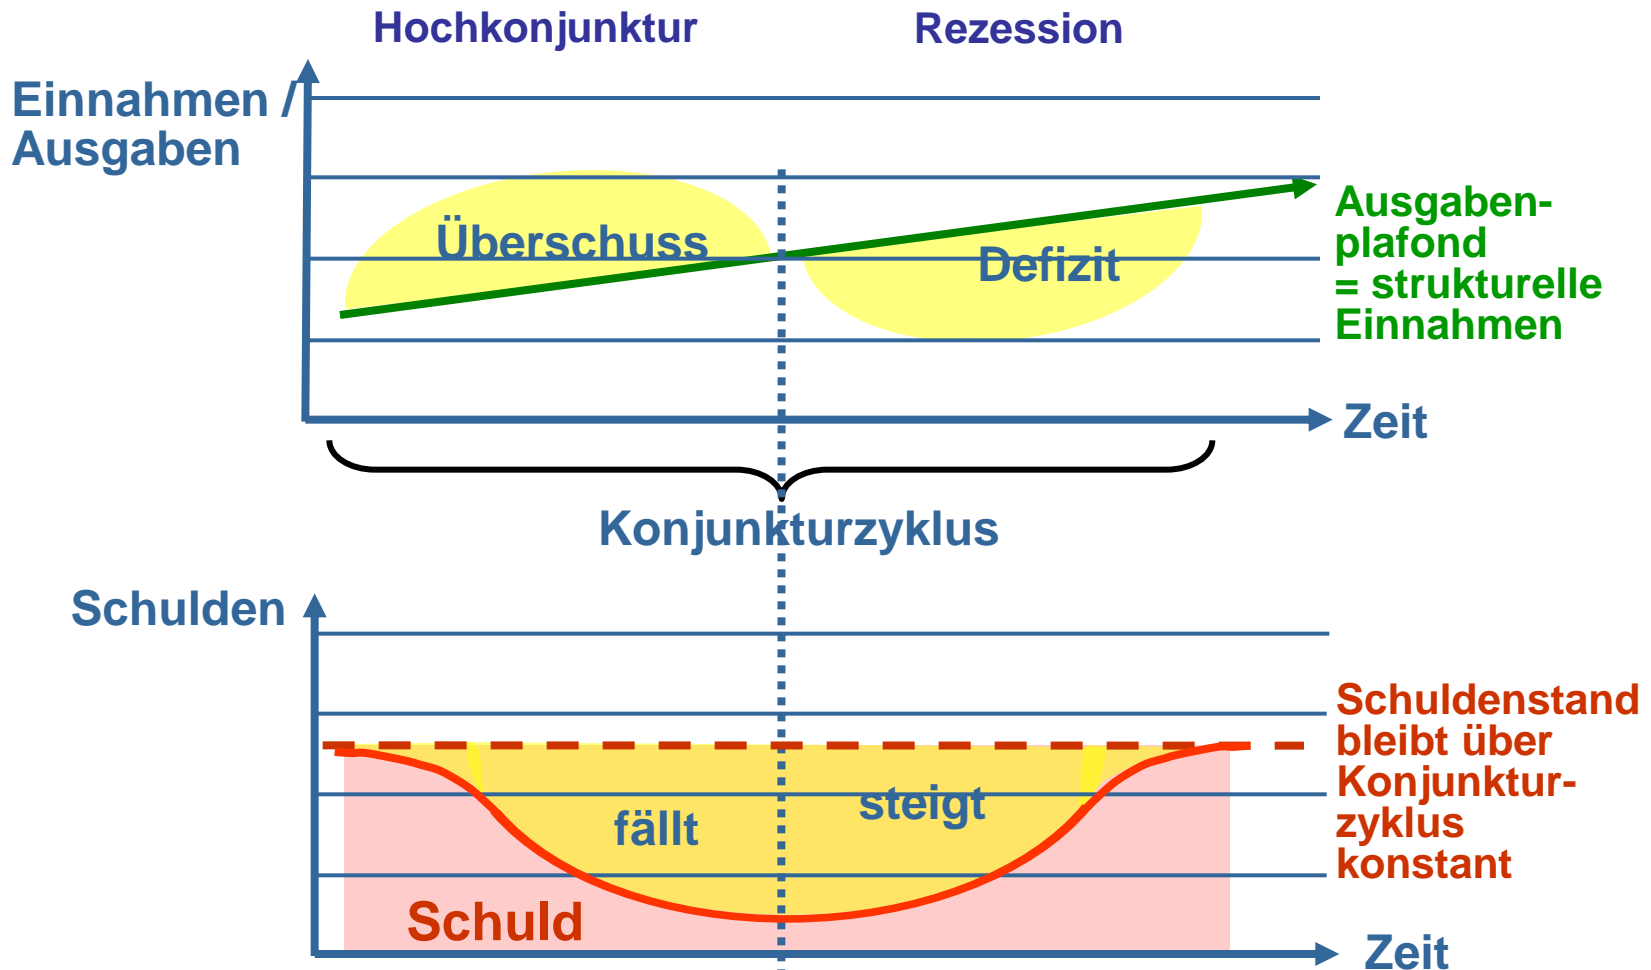 Hochkonjunktur
Rezession
Einnahmen /
Ausgaben
Überschuss
Defizit
Ausgaben-
plafond
= strukturelle
Einnahmen
Zeit
Konjunkturzyklus
Schulden
fällt
steigt
Schuldenstand
bleibt über
Konjunktur-
zyklus
konstant
Schuld
Zeit